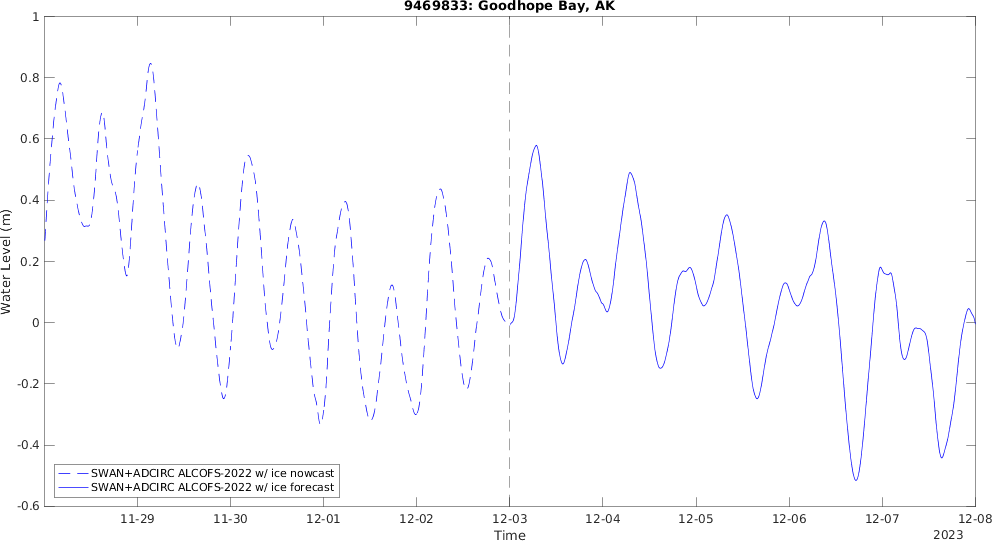 9469833: Goodhope Bay, AK
Water Level (m)
1
0.8
0.6
0.4
0.2
0
-0.2
-0.4
-0.6
SWAN+ADCIRC ALCOFS-2022 w/ ice nowcast
SWAN+ADCIRC ALCOFS-2022 w/ ice forecast
11-29 11-30 12-01 12-02 12-03 12-04 12-05 12-06 12-07 12-08
Time
2023